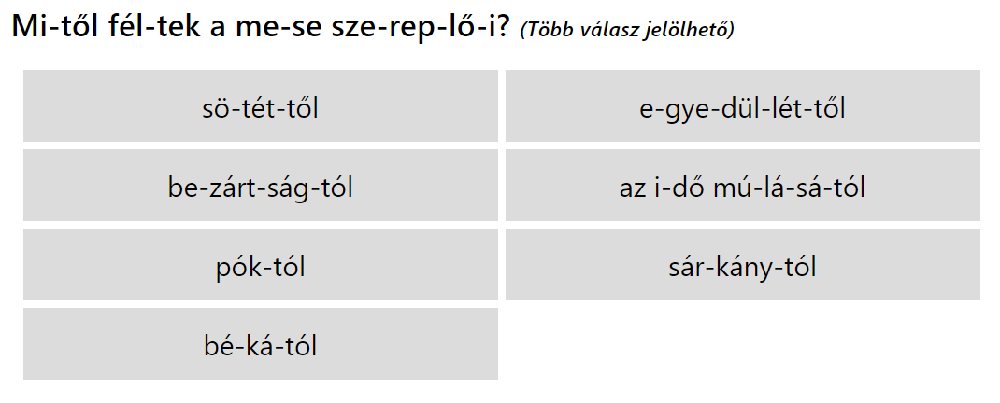 Mi-től fél-tek a me-se sze-rep-lő-i? (Több válasz jelölhető)
sö-tét-től
e-gye-dül-lét-től
be-zárt-ság-tól
az i-dő mú-lá-sá-tól
pók-tól
sár-kány-tól
bé-ká-tól